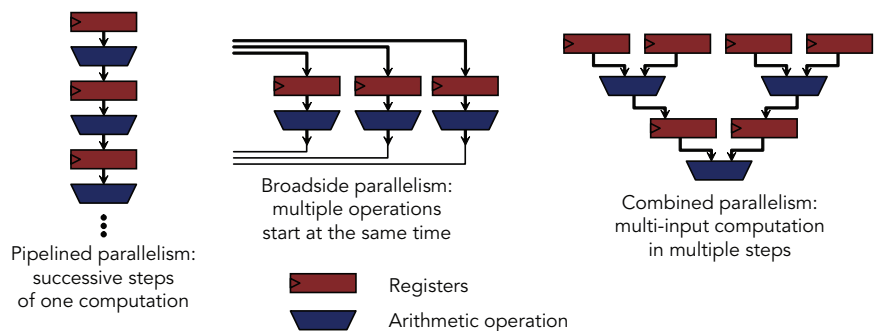 Pipelined parallelism:
successive steps
of one computation
Broadside parallelism:
multiple operations
start at the same time
Combined parallelism:
multi-input computation
in multiple steps
Registers
Arithmetic operation